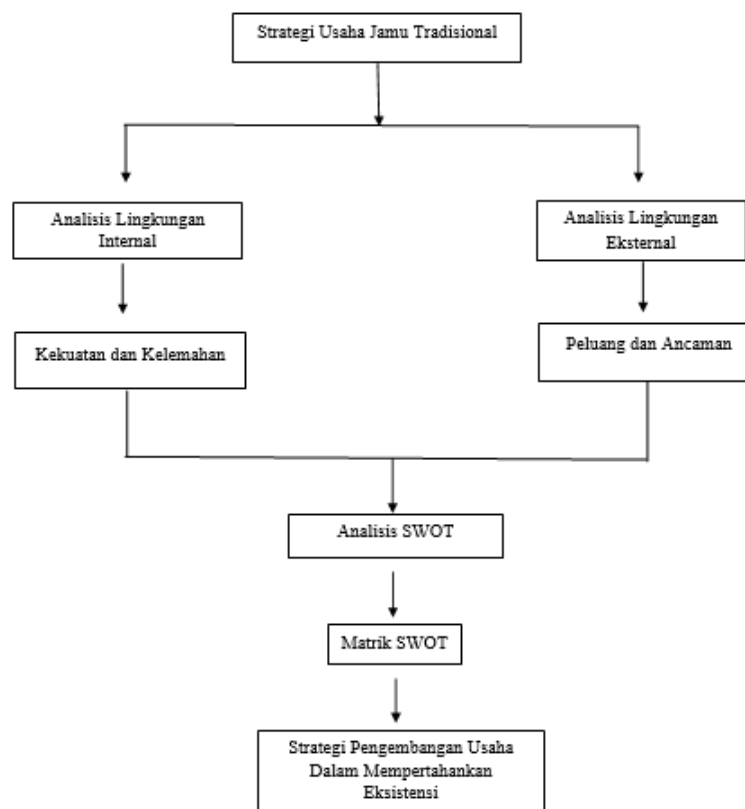 Strategi Usaha Jamu Tradisional
Analisis Lingkungan
Internal
Analisis Lingkungan
Eksternal
Kekuatan dan Kelemahan
Peluang dan Ancaman
Analisis SWOT
Matrik SWOT
Strategi Pengembangan Usaha
Dalam Mempertahankan
Eksistensi